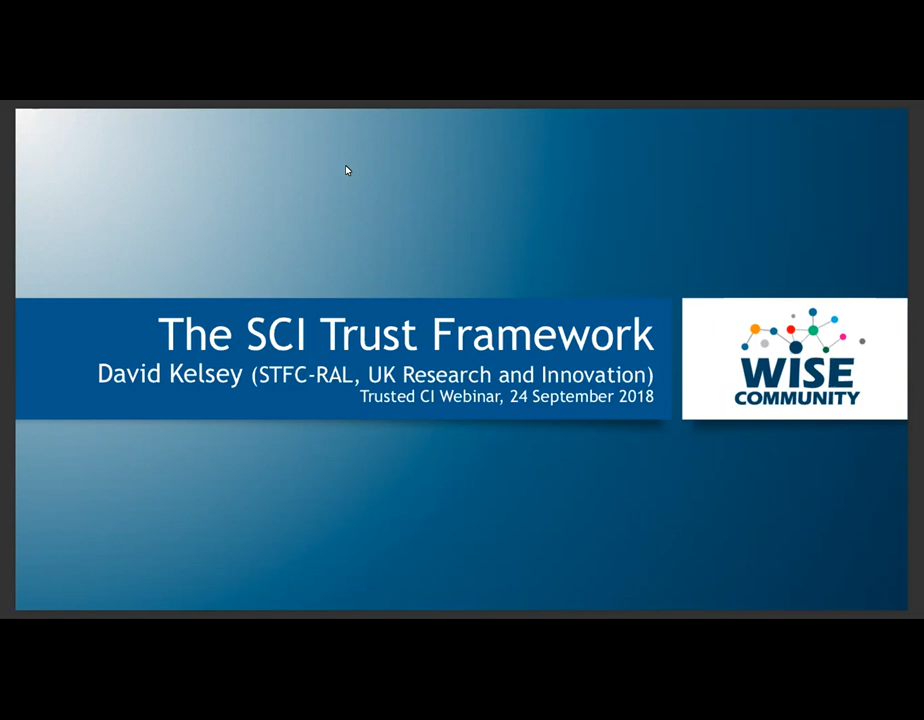 The SCI Trust Framework
David Kelsey (STFC-RAL, UK Research and Innovation)
Trusted CI Webinar, 24 September 2018
WISE
COMMUNITY